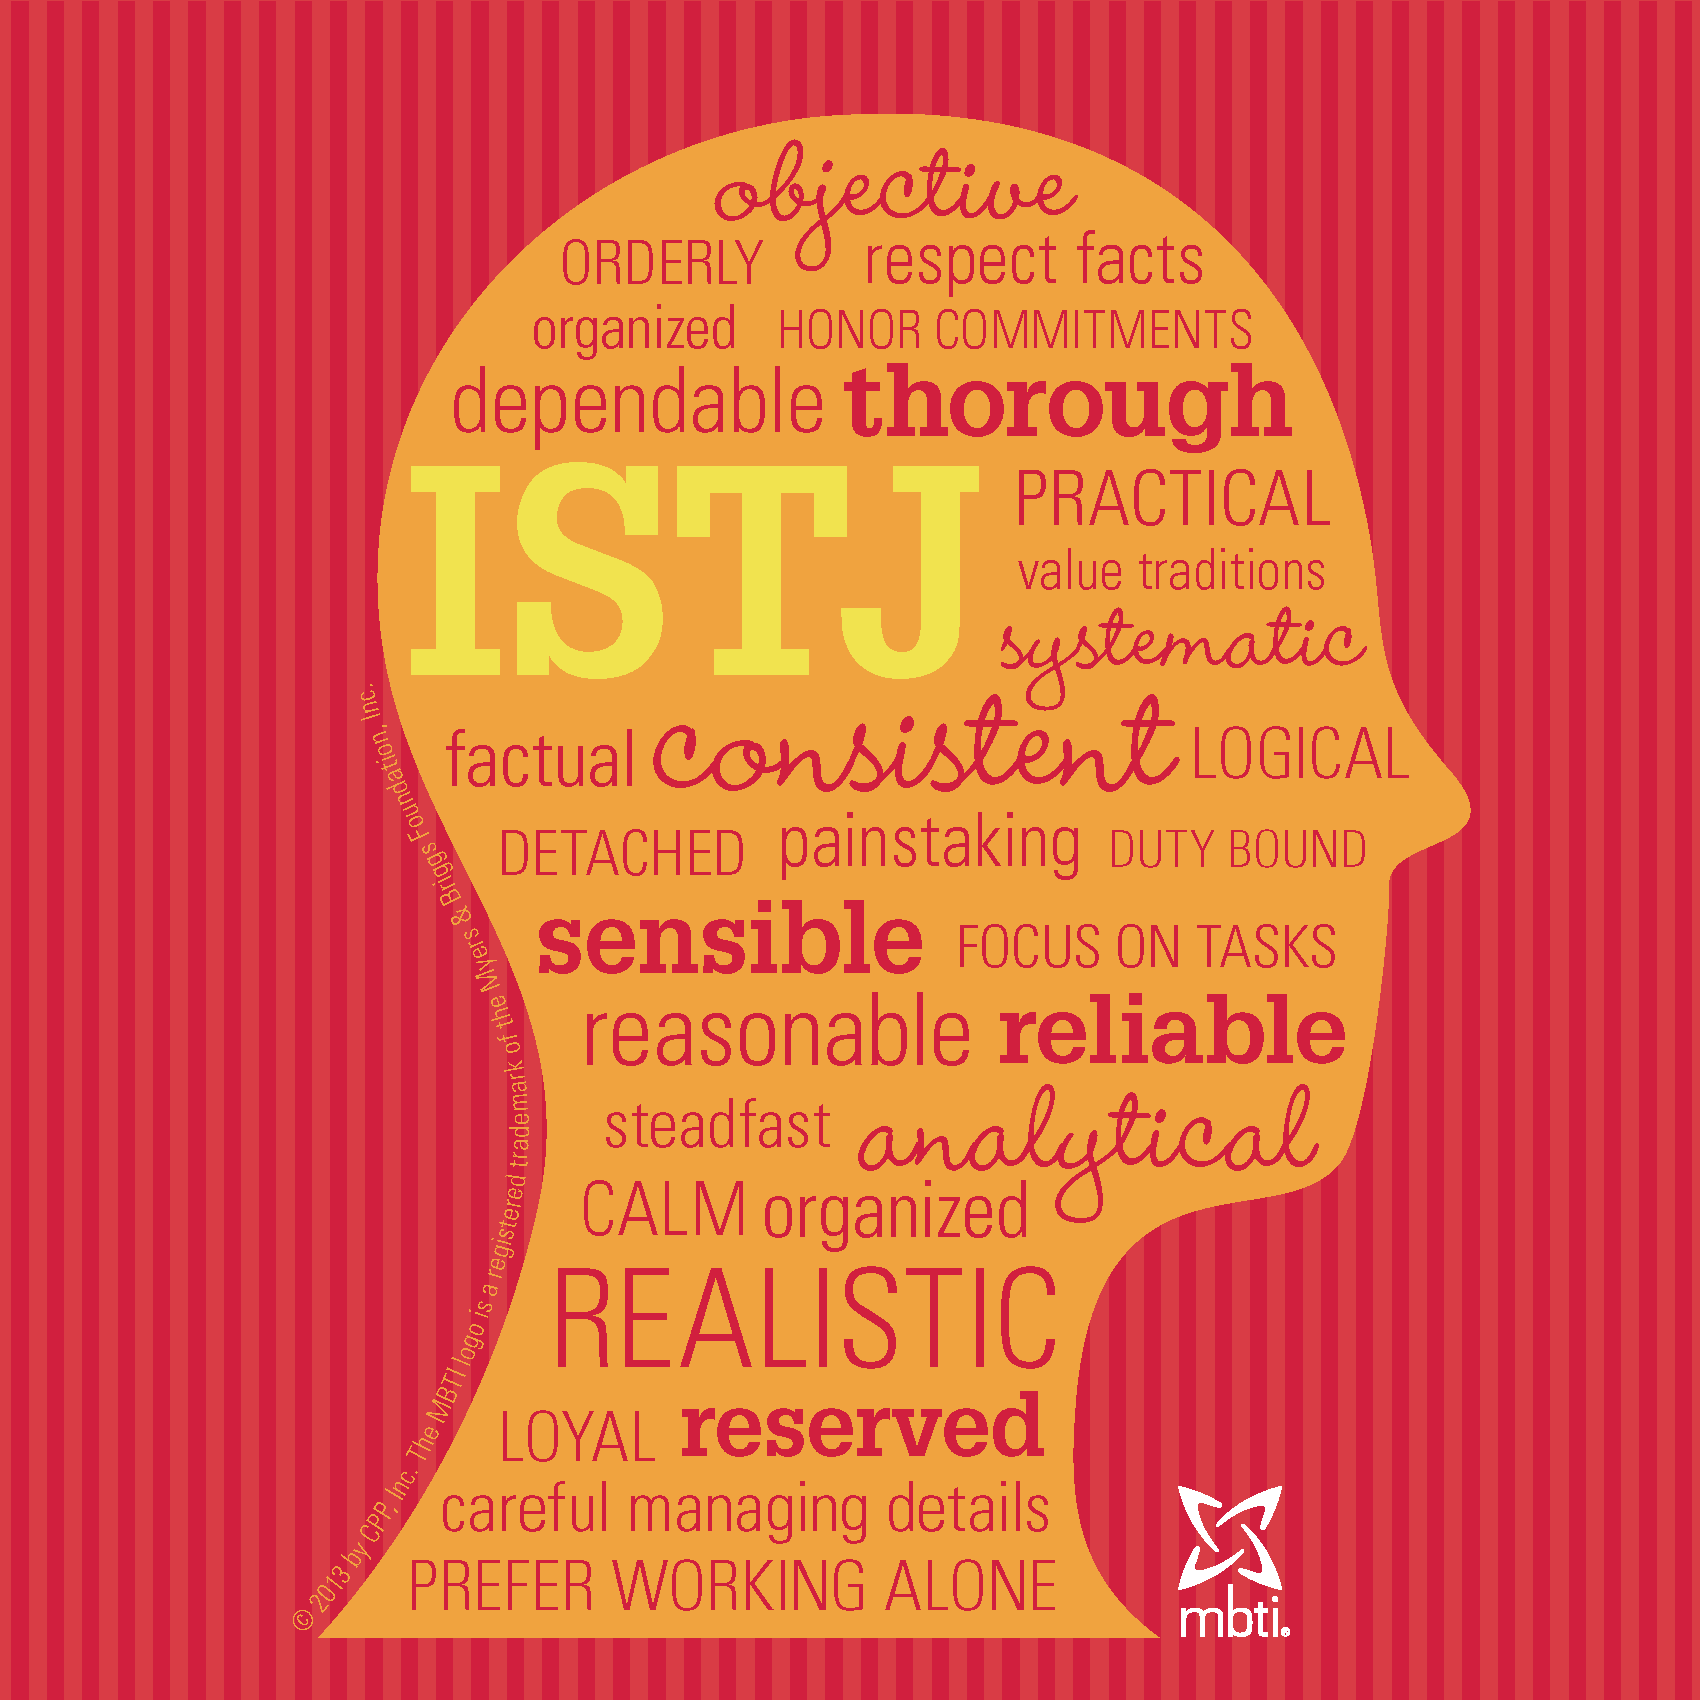 objective
ORDERLY respect facts
organized HONOR COMMITMENTS
dependable thorough
ISTJ PRACTICAL
value traditions
systematic
factual consistent LOGICAL
DETACHED painstaking DUTY BOUND
sensible FOCUS ON TASKS
reasonable reliable
steadfast analytical
CALM organized
REALISTIC
LOYAL reserved
careful managing details
PREFER WORKING ALONE
© 2013 by CPP, Inc. The MBTI logo is a registered trademark of the Myers & Briggs Foundation, Inc.
mbti®